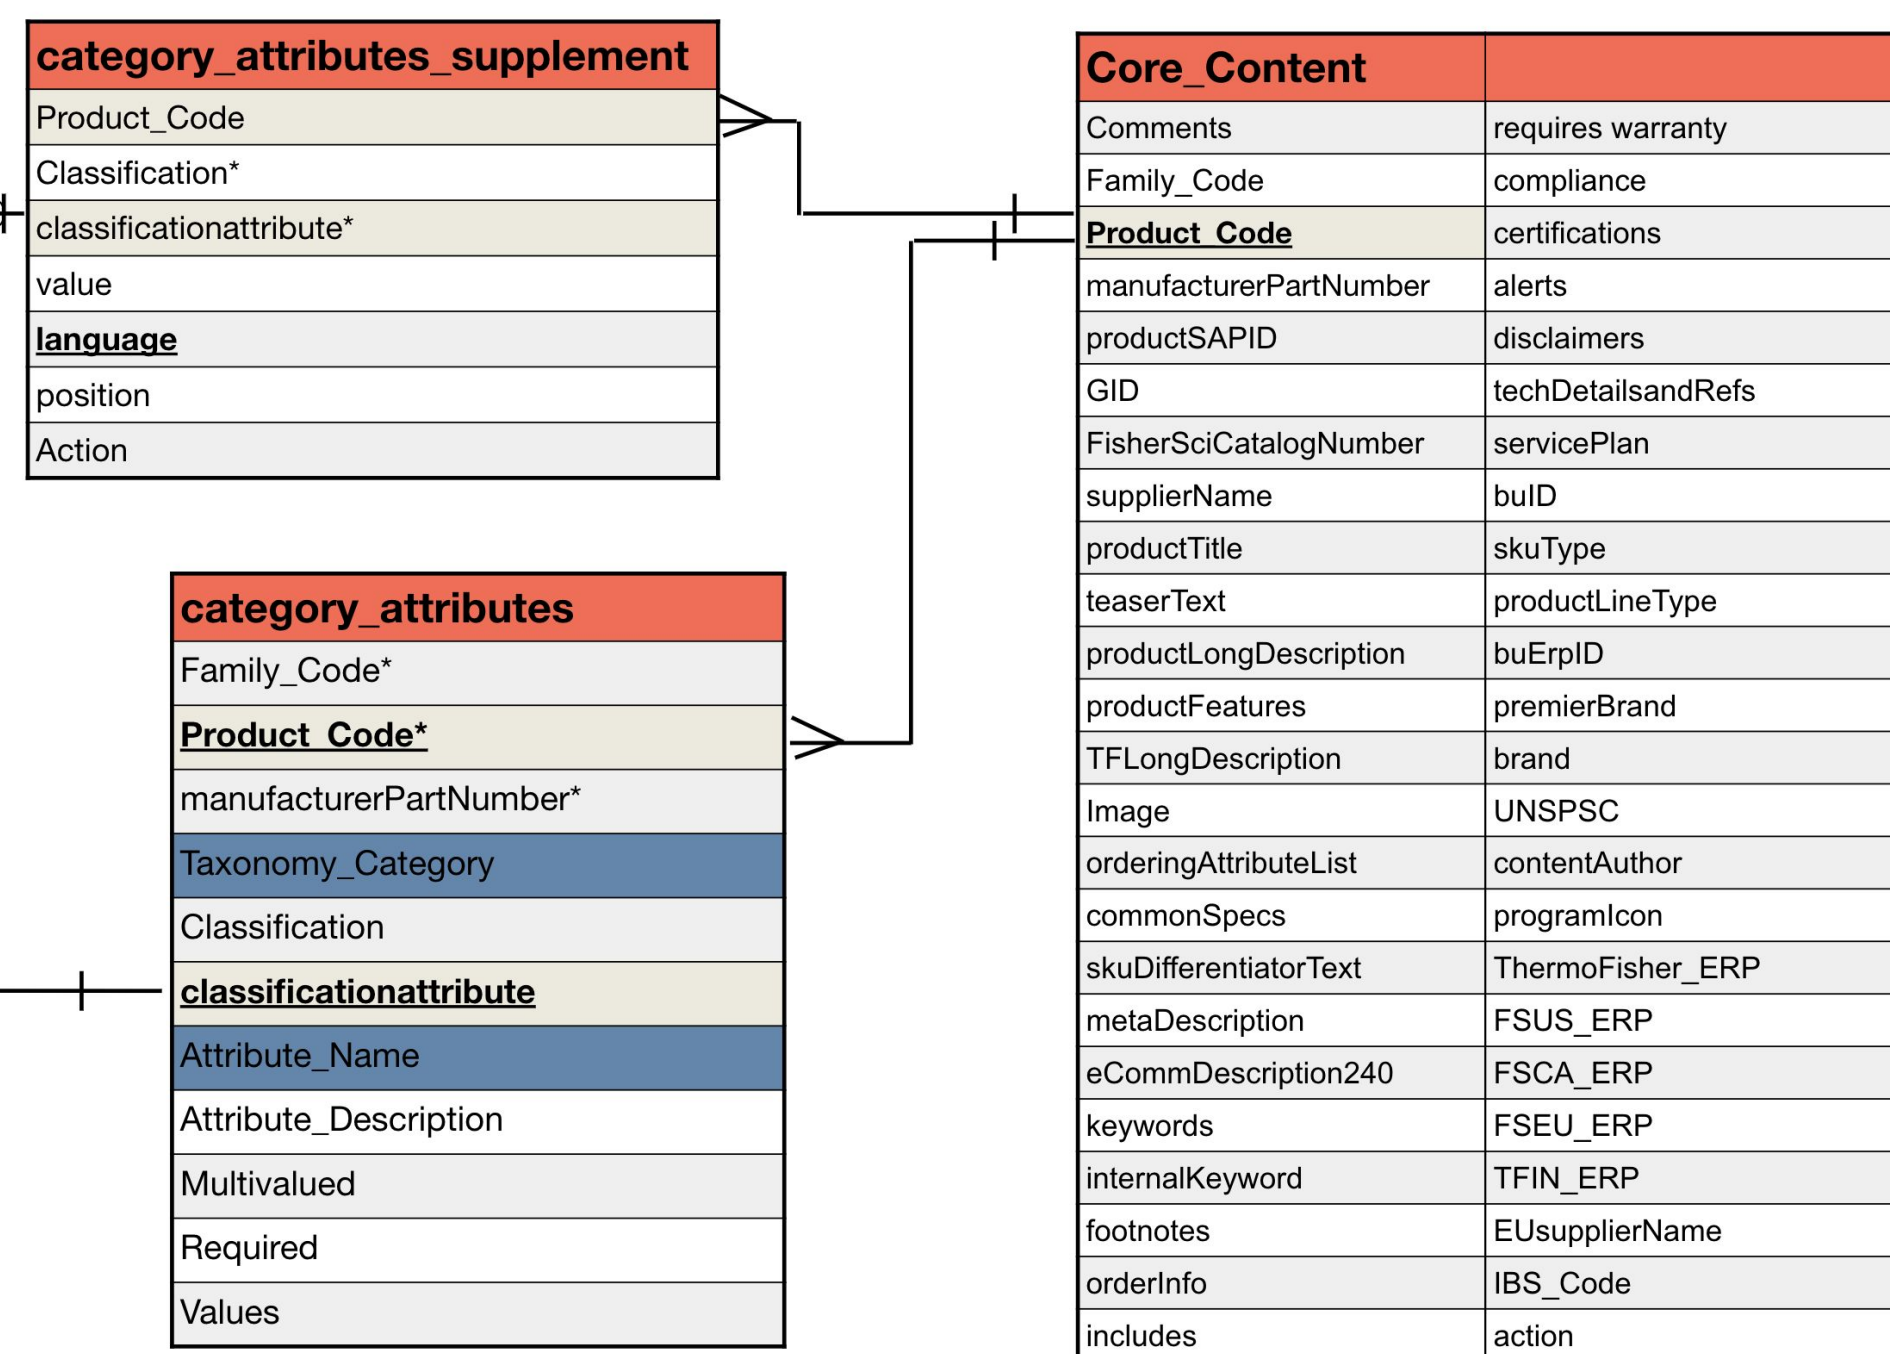 category_attributes_supplement
Product_Code
Classification*
classificationattribute*
value
language
position
Action
category_attributes
Family_Code*
Product_Code*
manufacturerPartNumber*
Taxonomy_Category
Classification
classificationattribute
Attribute_Name
Attribute_Description
Multivalued
Required
Values
Core_Content
Comments requires warranty
Family_Code compliance
Product_Code certifications
manufacturerPartNumber alerts
productSAPID disclaimers
GID techDetailsandRefs
FisherSciCatalogNumber servicePlan
supplierName buID
productTitle skuType
teaserText productLineType
productLongDescription buErpID
productFeatures premierBrand
TFLongDescription brand
Image UNSPSC
orderingAttributeList contentAuthor
commonSpecs programIcon
skuDifferentiatorText ThermoFisher_ERP
metaDescription FSUS_ERP
eCommDescription240 FSCA_ERP
keywords FSEU_ERP
internalKeyword TFIN_ERP
footnotes EUsupplierName
orderInfo IBS_Code
includes action